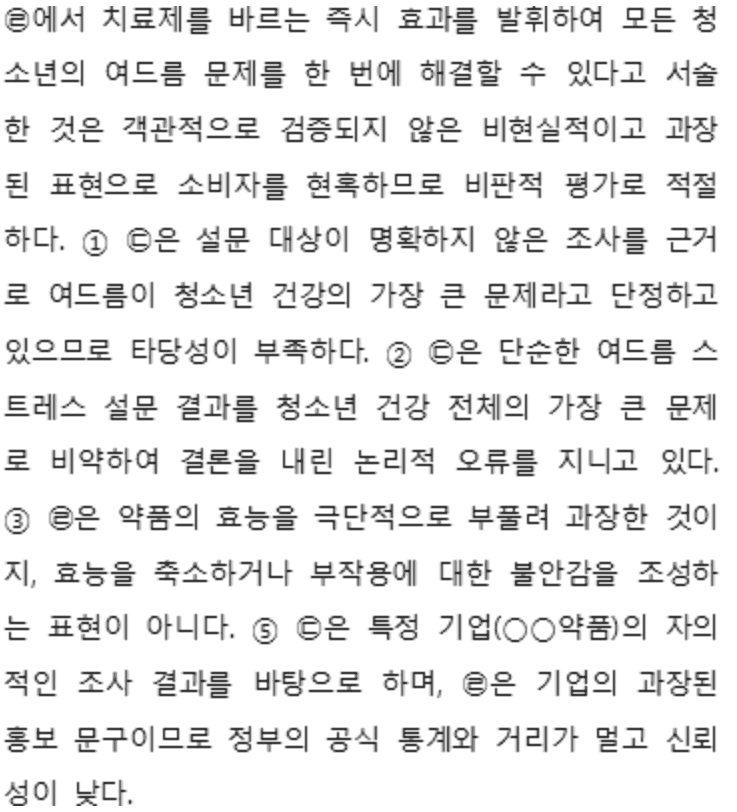 ㉣에서 치료제를 바르는 즉시 효과를 발휘하여 모든 청
소년의 여드름 문제를 한 번에 해결할 수 있다고 서술
한 것은 객관적으로 검증되지 않은 비현실적이고 과장
된 표현으로 소비자를 현혹하므로 비판적 평가로 적절
하다. ① ㉢은 설문 대상이 명확하지 않은 조사를 근거
로 여드름이 청소년 건강의 가장 큰 문제라고 단정하고
있으므로 타당성이 부족하다. ② ㉢은 단순한 여드름 스
트레스 설문 결과를 청소년 건강 전체의 가장 큰 문제
로 비약하여 결론을 내린 논리적 오류를 지니고 있다.
③ ㉣은 약품의 효능을 극단적으로 부풀려 과장한 것이
지, 효능을 축소하거나 부작용에 대한 불안감을 조성하
는 표현이 아니다. ⑤ ㉢은 특정 기업(○○약품)의 자의
적인 조사 결과를 바탕으로 하며, ㉣은 기업의 과장된
홍보 문구이므로 정부의 공식 통계와 거리가 멀고 신뢰
성이 낮다.